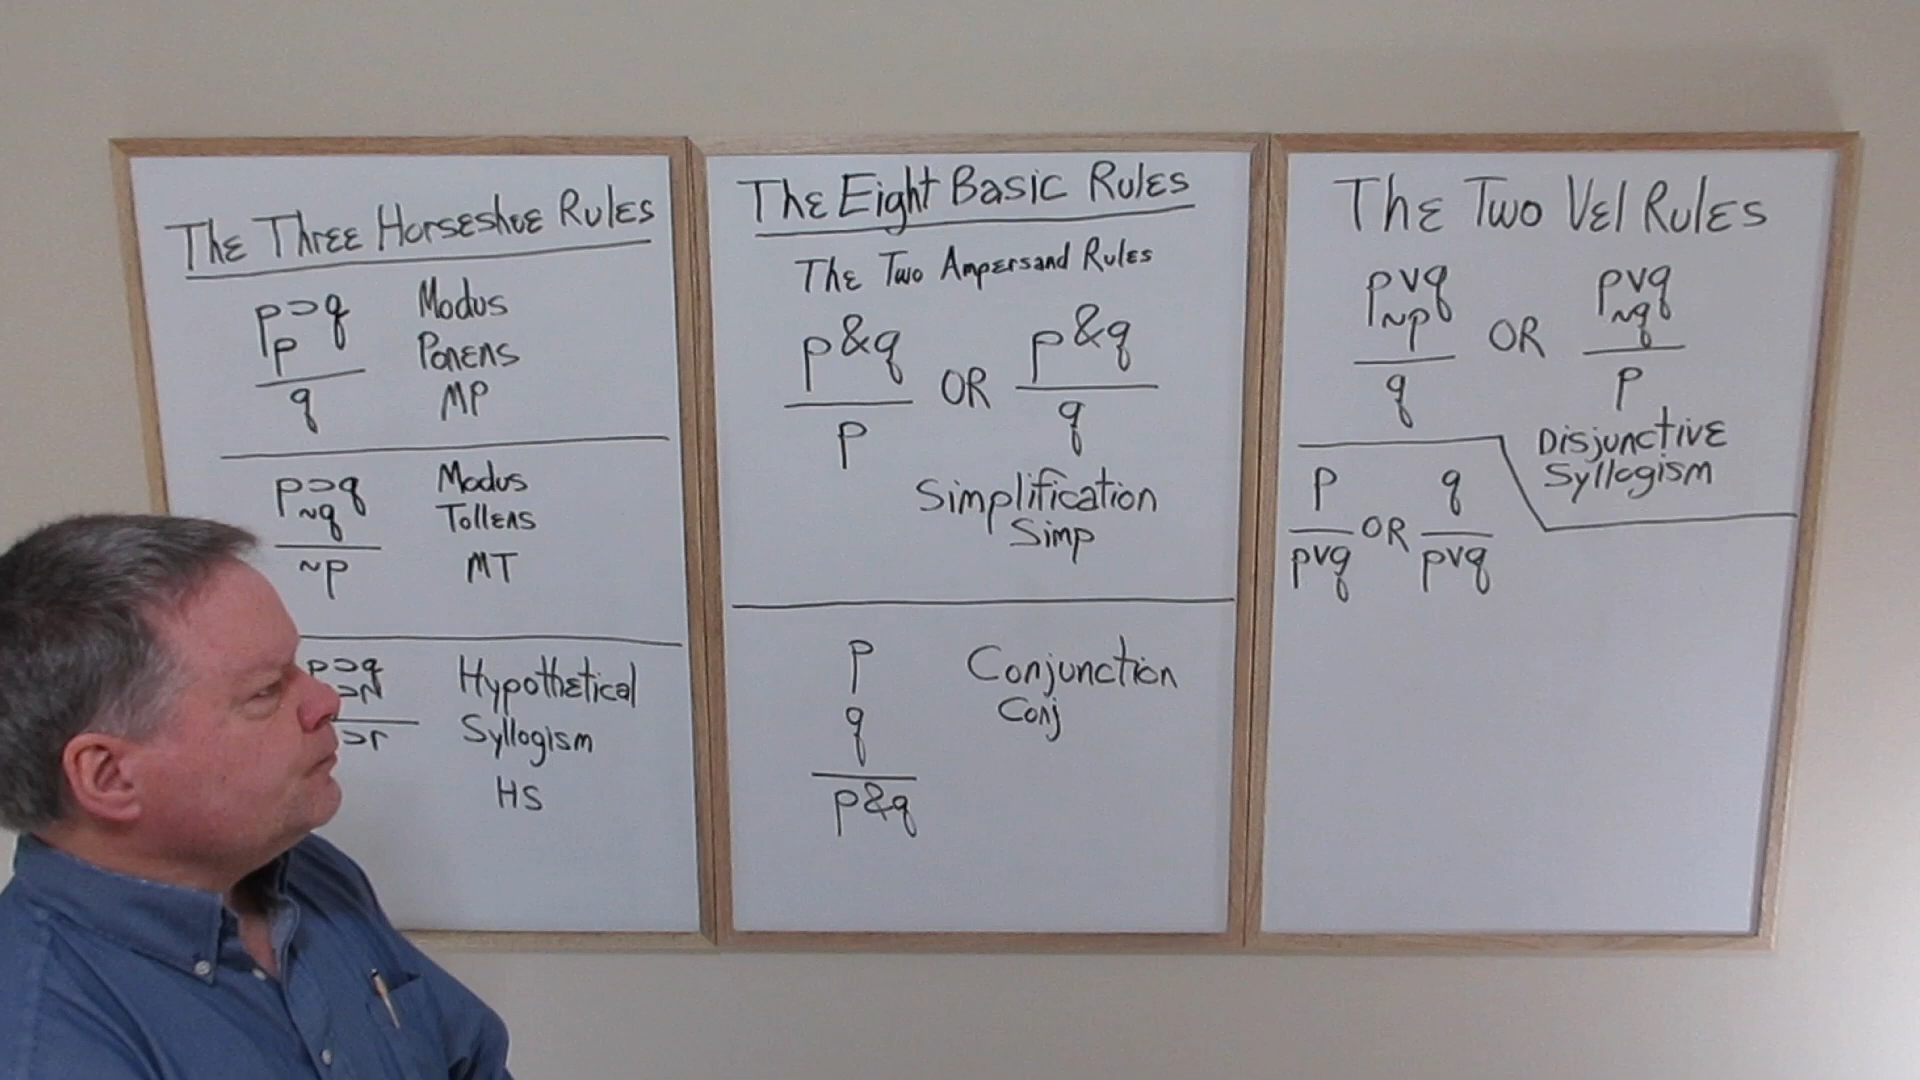 The Three Horseshoe Rules
p⊃q
p
q
Modus
Ponens
MP
p⊃q
~q
~p
Modus
Tollens
MT
p⊃q
⊃r
⊃r
Hypothetical
Syllogism
HS
The Eight Basic Rules
The Two Ampersand Rules
p&q
p
OR
p&q
q
Simplification
Simp
p
q
p&q
Conjunction
Conj
The Two Vel Rules
pvq
~p
q
OR
pvq
~q
p
Disjunctive
Syllogism
p
pvq
OR
q
pvq